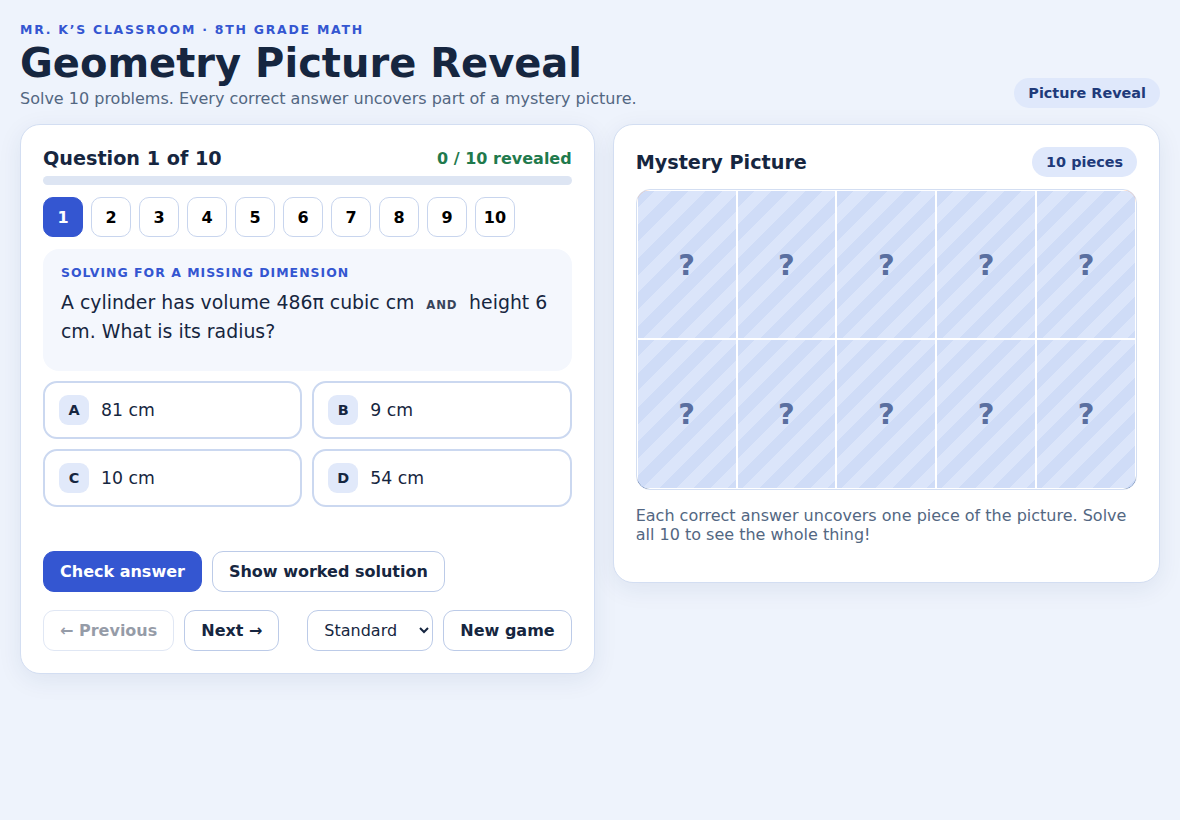 MR. K’S CLASSROOM · 8TH GRADE MATH
Geometry Picture Reveal
Solve 10 problems. Every correct answer uncovers part of a mystery picture.
Picture Reveal
Question 1 of 10
0 / 10 revealed
1 2 3 4 5 6 7 8 9 10
SOLVING FOR A MISSING DIMENSION
A cylinder has volume 486π cubic cm AND height 6
cm. What is its radius?
A 81 cm
B 9 cm
C 10 cm
D 54 cm
Check answer
Show worked solution
← Previous
Next →
Standard
New game
Mystery Picture
10 pieces
? ? ? ? ?
? ? ? ? ?
Each correct answer uncovers one piece of the picture. Solve
all 10 to see the whole thing!